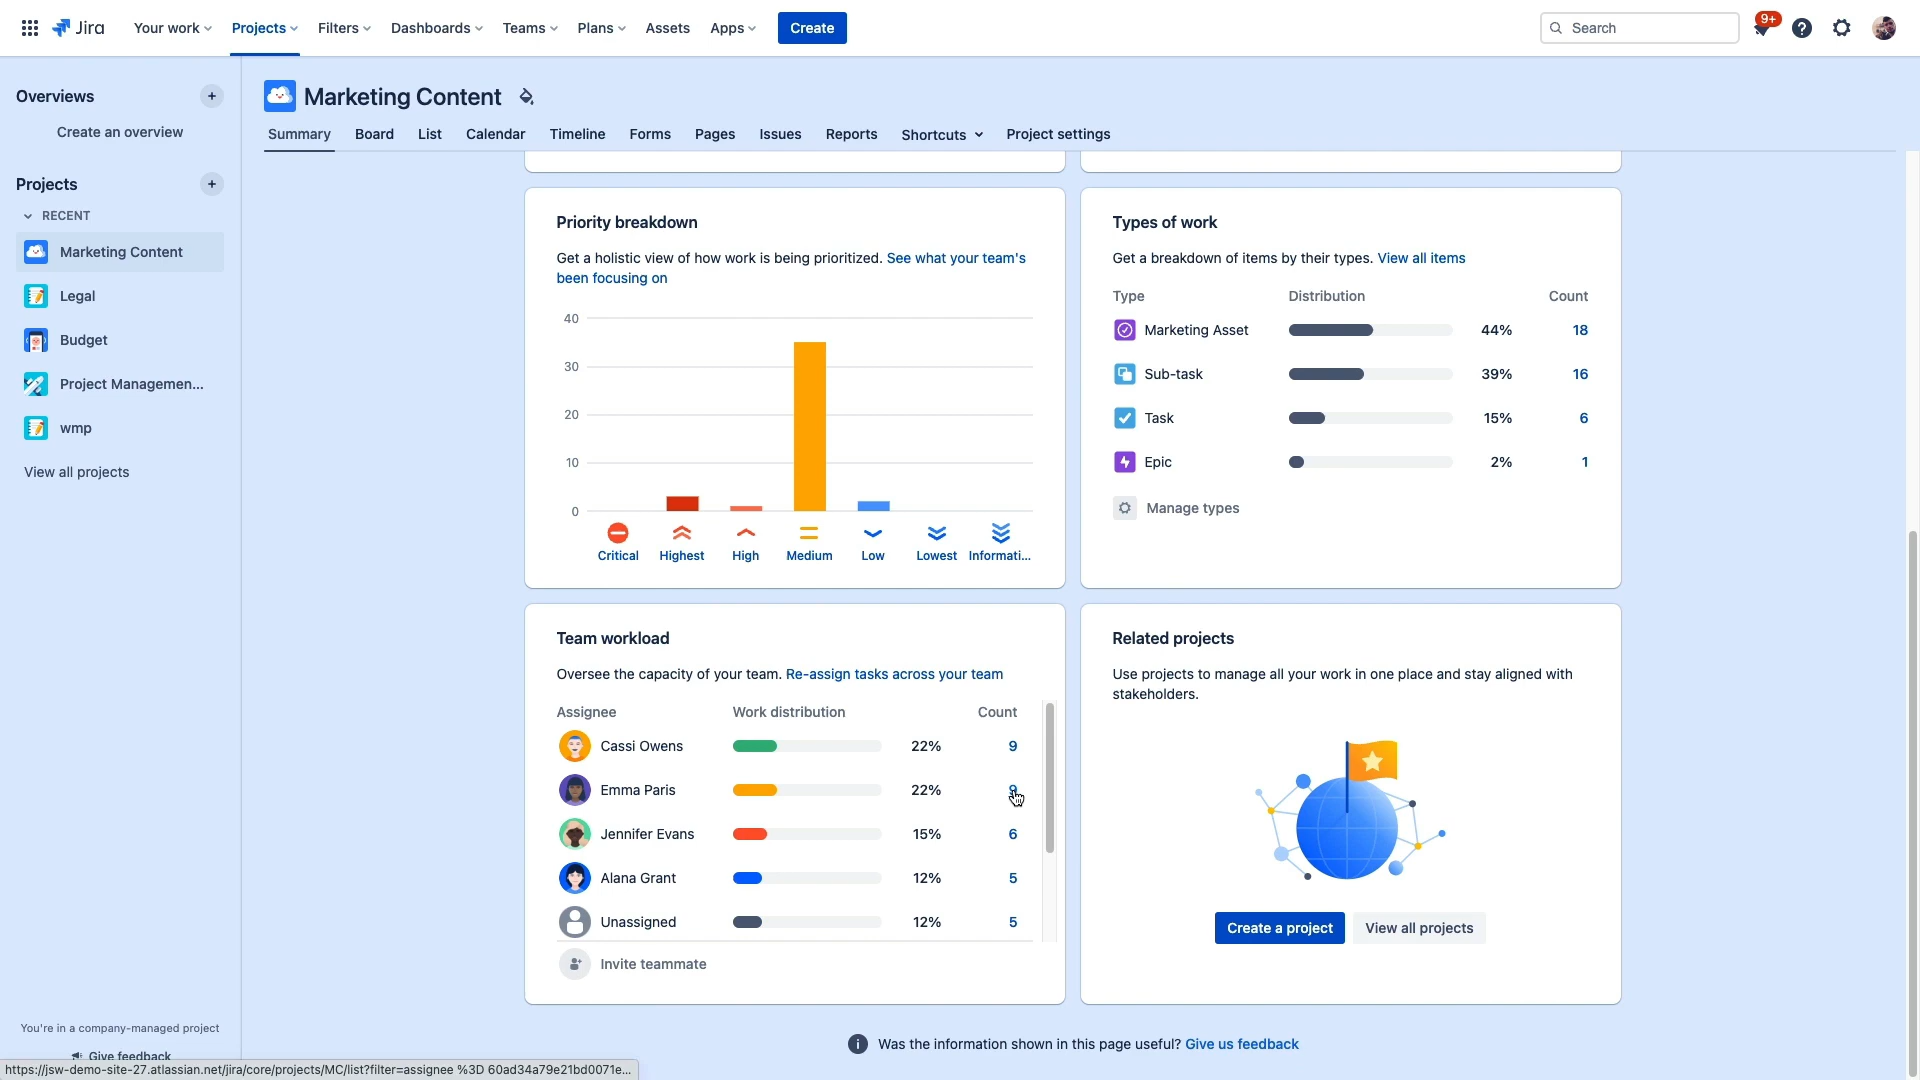 Jira
Your work
Projects
Filters
Dashboards
Teams
Plans
Assets
Apps
Create
Search
9+
Overviews
Create an overview
Projects
RECENT
Marketing Content
Legal
Budget
Project Managemen...
wmp
View all projects
You're in a company-managed project
Give feedback
https://jsw-demo-site-27.atlassian.net/jira/core/projects/MC/list?filter=assignee %3D 60ad34a79e21bd0071e...
Marketing Content
Summary
Board
List
Calendar
Timeline
Forms
Pages
Issues
Reports
Shortcuts
Project settings
Priority breakdown
Get a holistic view of how work is being prioritized. See what your team's
been focusing on
40
30
20
10
0
Critical
Highest
High
Medium
Low
Lowest
Informati...
Types of work
Get a breakdown of items by their types. View all items
Type Distribution Count
Marketing Asset 44% 18
Sub-task 39% 16
Task 15% 6
Epic 2% 1
Manage types
Team workload
Oversee the capacity of your team. Re-assign tasks across your team
Assignee Work distribution Count
Cassi Owens 22% 9
Emma Paris 22% 9
Jennifer Evans 15% 6
Alana Grant 12% 5
Unassigned 12% 5
Invite teammate
Related projects
Use projects to manage all your work in one place and stay aligned with
stakeholders.
Create a project
View all projects
Was the information shown in this page useful? Give us feedback